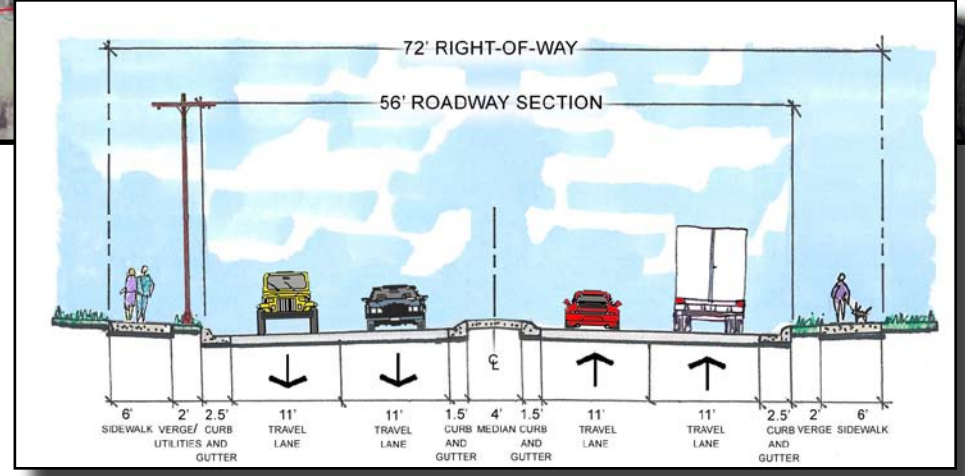 72' RIGHT-OF-WAY
56' ROADWAY SECTION
℄
6' 2' 2.5' 11' 11' 1.5' 4' 1.5' 11' 11' 2.5' 2' 6'
SIDEWALK VERGE/ CURB TRAVEL TRAVEL CURB MEDIAN CURB TRAVEL TRAVEL CURB VERGE SIDEWALK
UTILITIES AND LANE LANE AND AND LANE LANE AND
GUTTER GUTTER GUTTER GUTTER